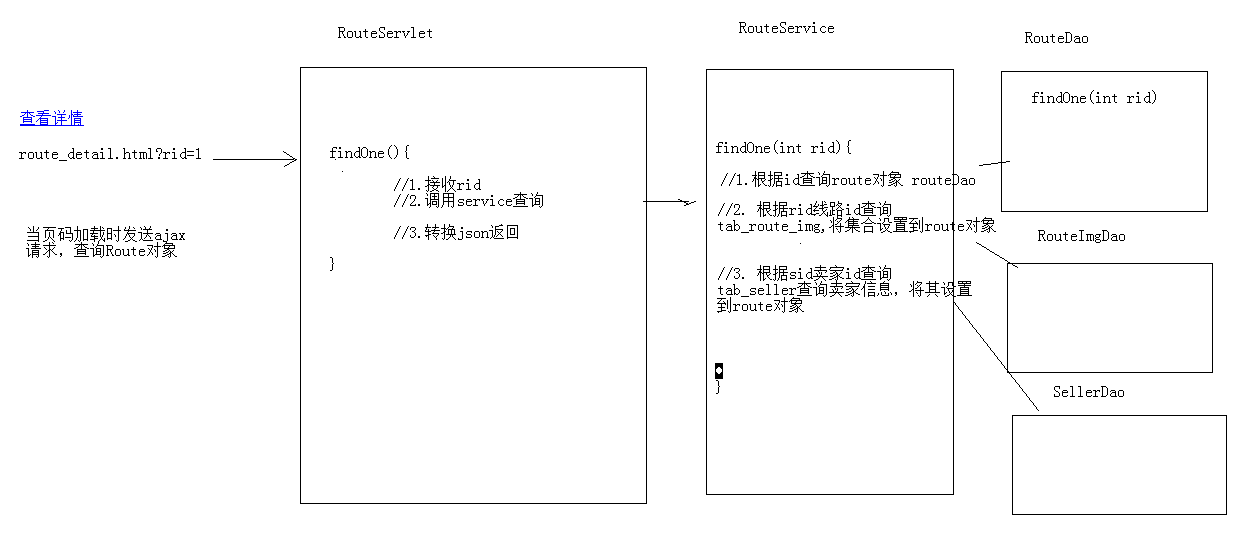 RouteServlet
RouteService
RouteDao
查看详情
route_detail.html?rid=1
当页码加载时发送ajax
请求，查询Route对象
findOne(){
//1.接收rid
//2.调用service查询
//3.转换json返回
}
findOne(int rid){
//1.根据id查询route对象 routeDao
//2. 根据rid线路id查询
tab_route_img,将集合设置到route对象
//3. 根据sid卖家id查询
tab_seller查询卖家信息，将其设置
到route对象
}
findOne(int rid)
RouteImgDao
SellerDao